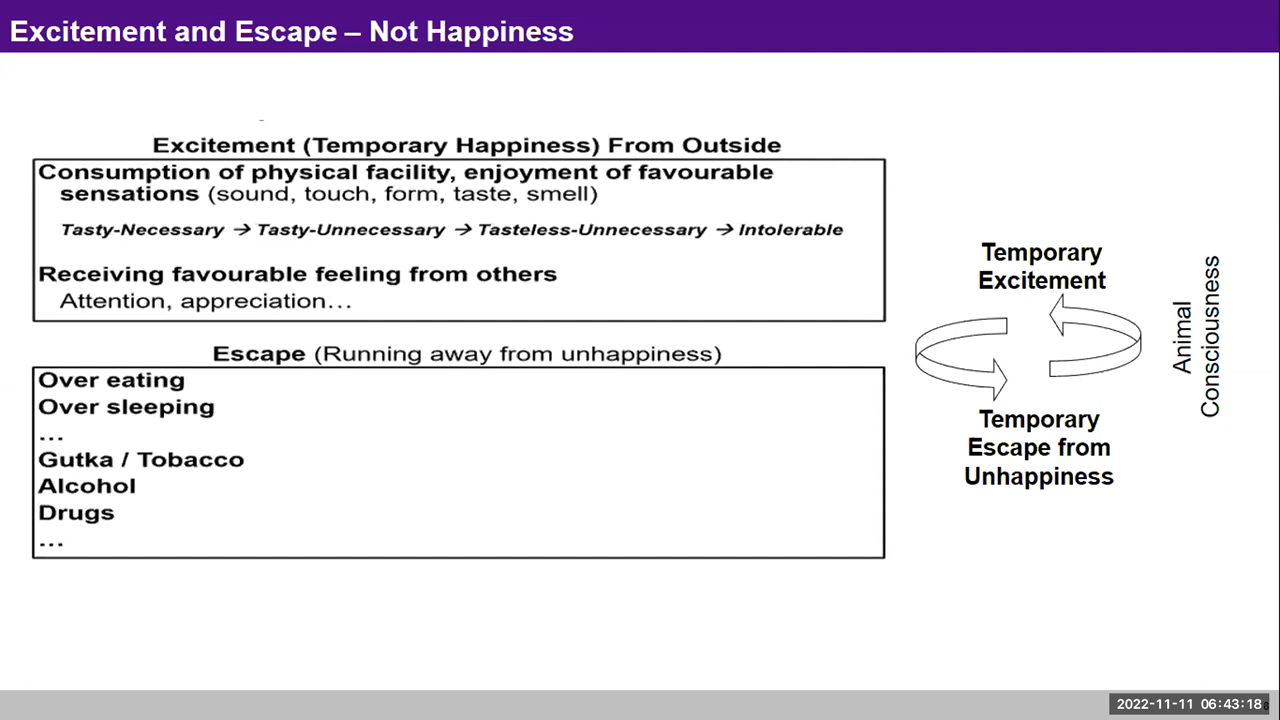 Excitement and Escape – Not Happiness
Excitement (Temporary Happiness) From Outside
Consumption of physical facility, enjoyment of favourable
sensations (sound, touch, form, taste, smell)
Tasty-Necessary → Tasty-Unnecessary → Tasteless-Unnecessary → Intolerable
Receiving favourable feeling from others
Attention, appreciation…
Escape (Running away from unhappiness)
Over eating
Over sleeping
…
Gutka / Tobacco
Alcohol
Drugs
…
Temporary
Excitement
Temporary
Escape from
Unhappiness
Animal
Consciousness
2022-11-11 06:43:18